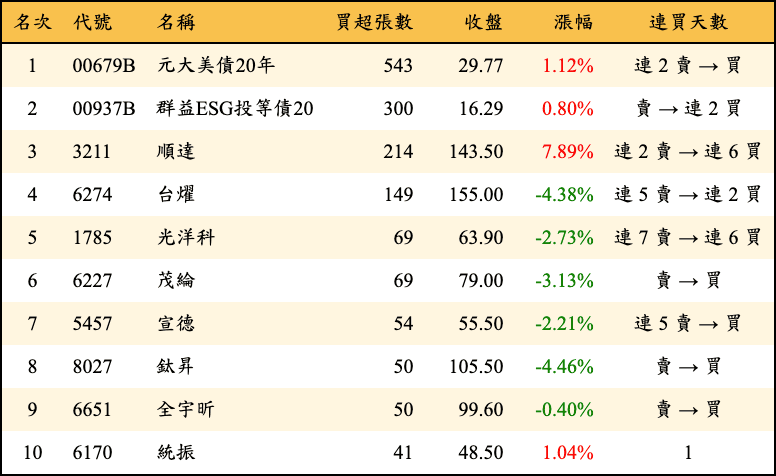 名次 代號 名稱 買超張數 收盤 漲幅 連買天數
1 00679B 元大美債20年 543 29.77 1.12% 連 2 賣 → 買
2 00937B 群益ESG投等債20 300 16.29 0.80% 賣 → 連 2 買
3 3211 順達 214 143.50 7.89% 連 2 賣 → 連 6 買
4 6274 台燿 149 155.00 -4.38% 連 5 賣 → 連 2 買
5 1785 光洋科 69 63.90 -2.73% 連 7 賣 → 連 6 買
6 6227 茂綸 69 79.00 -3.13% 賣 → 買
7 5457 宣德 54 55.50 -2.21% 連 5 賣 → 買
8 8027 鈦昇 50 105.50 -4.46% 賣 → 買
9 6651 全宇昕 50 99.60 -0.40% 賣 → 買
10 6170 統振 41 48.50 1.04% 1